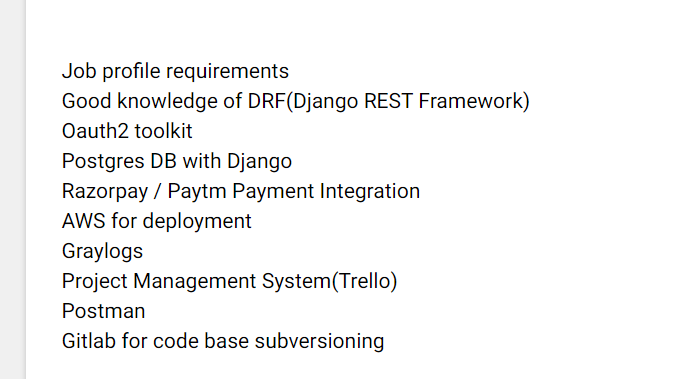 Job profile requirements
Good knowledge of DRF(Django REST Framework)
Oauth2 toolkit
Postgres DB with Django
Razorpay / Paytm Payment Integration
AWS for deployment
Graylogs
Project Management System(Trello)
Postman
Gitlab for code base subversioning